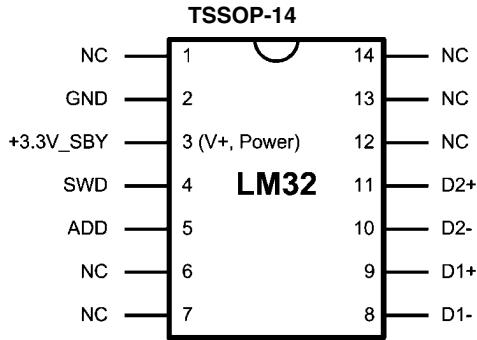 TSSOP-14
NC 1 14 NC
GND 2 13 NC
+3.3V_SBY 3 (V+, Power) 12 NC
SWD 4 LM32 11 D2+
ADD 5 10 D2-
NC 6 9 D1+
NC 7 8 D1-